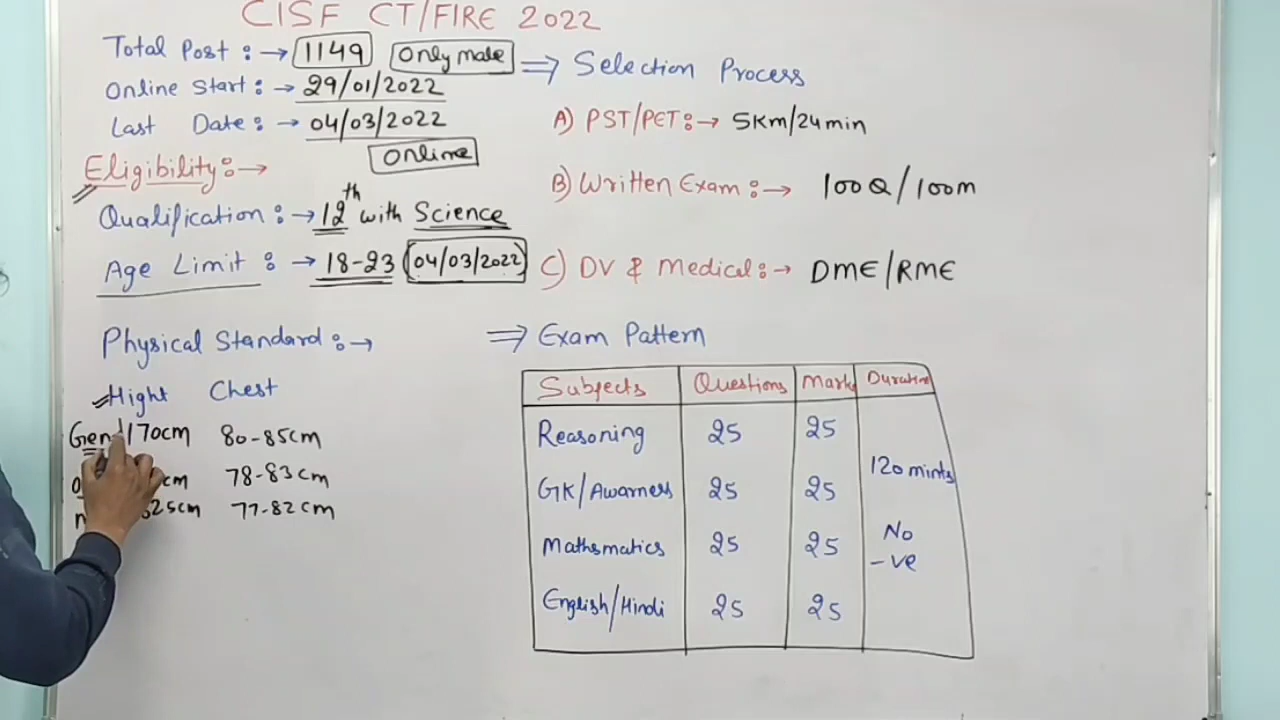 CISF CT/FIRE 2022
Total Post :→ 1149 Only male
Online Start : → 29/01/2022
Last Date : → 04/03/2022
Online
Eligibility :→
Qualification : → 12th with Science
Age Limit : → 18-23 (04/03/2022)
Physical Standard :→
Hight Chest
Gen 170cm 80-85cm
cm 78-83cm
77-82cm
⇒ Selection Process
A) PST/PET :→ 5Km/24min
B) Written Exam :→ 100Q/100m
C) DV & Medical :→ DME/RME
⇒ Exam Pattern
Subjects Questions Marks Duration
Reasoning 25 25
GK/Awarness 25 25 120 mints
Mathsmatics 25 25 No -ve
English/Hindi 25 25